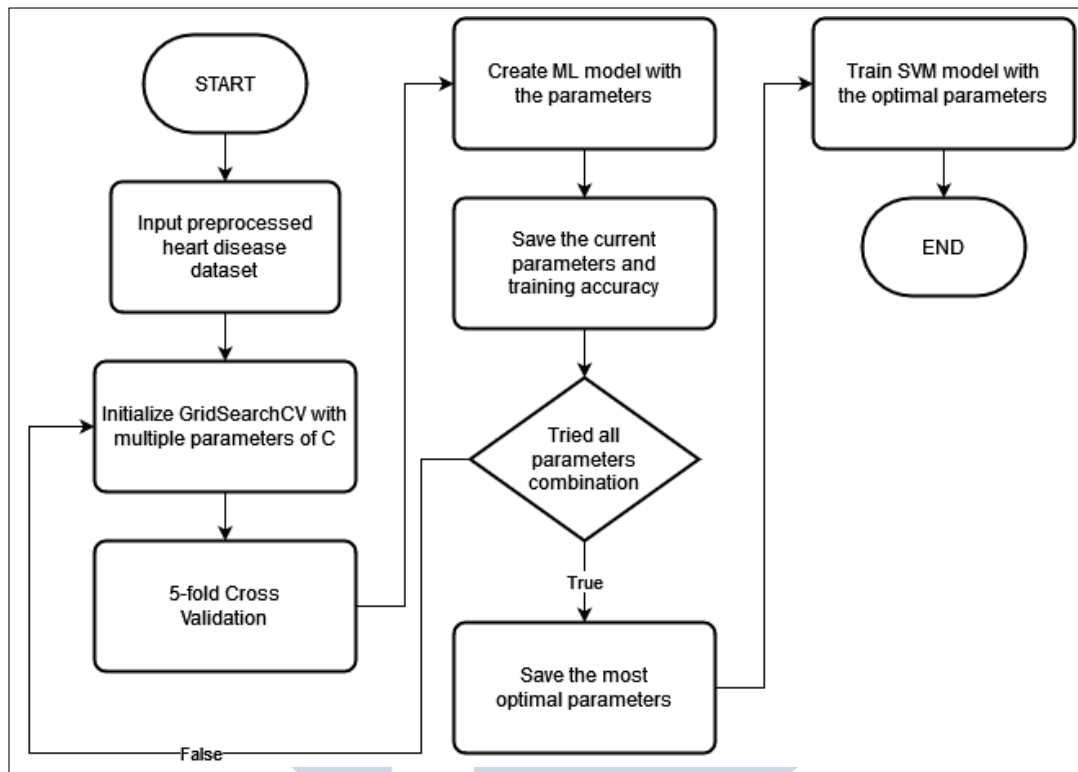 START
Input preprocessed
heart disease
dataset
Initialize GridSearchCV with
multiple parameters of C
5-fold Cross
Validation
Create ML model with
the parameters
Save the current
parameters and
training accuracy
Tried all
parameters
combination
True
False
Save the most
optimal parameters
Train SVM model with
the optimal parameters
END